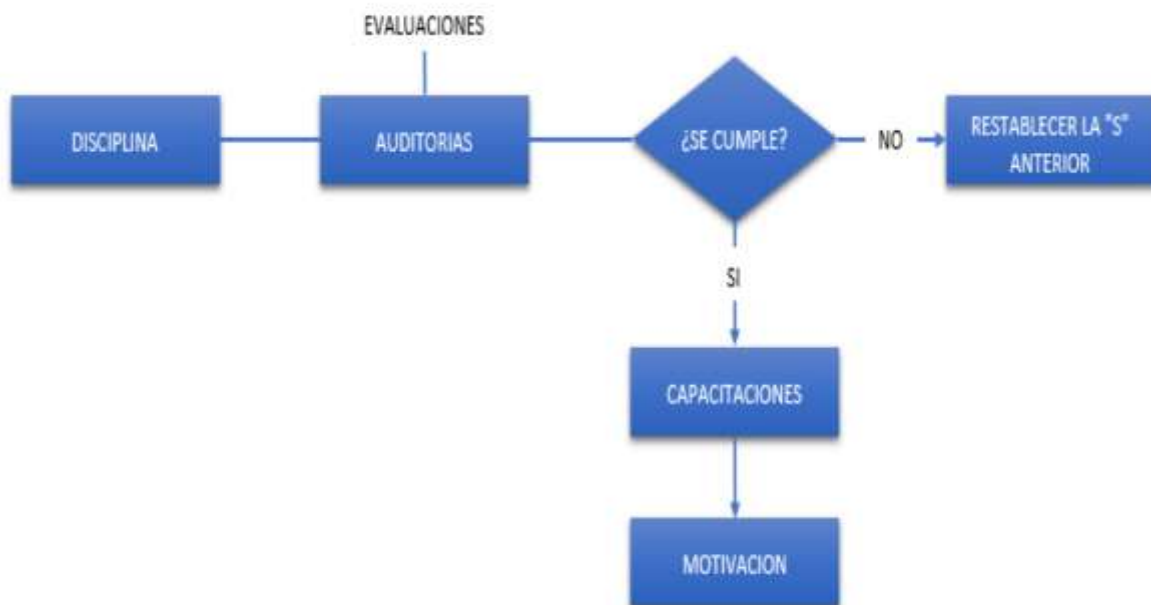 EVALUACIONES
DISCIPLINA
AUDITORIAS
¿SE CUMPLE?
NO
RESTABLECER LA "S"
ANTERIOR
SI
CAPACITACIONES
MOTIVACION